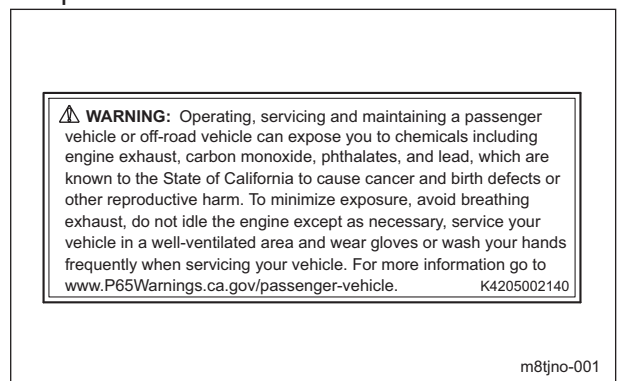 ⚠ WARNING: Operating, servicing and maintaining a passenger
vehicle or off-road vehicle can expose you to chemicals including
engine exhaust, carbon monoxide, phthalates, and lead, which are
known to the State of California to cause cancer and birth defects or
other reproductive harm. To minimize exposure, avoid breathing
exhaust, do not idle the engine except as necessary, service your
vehicle in a well-ventilated area and wear gloves or wash your hands
frequently when servicing your vehicle. For more information go to
www.P65Warnings.ca.gov/passenger-vehicle. K4205002140
m8tjno-001